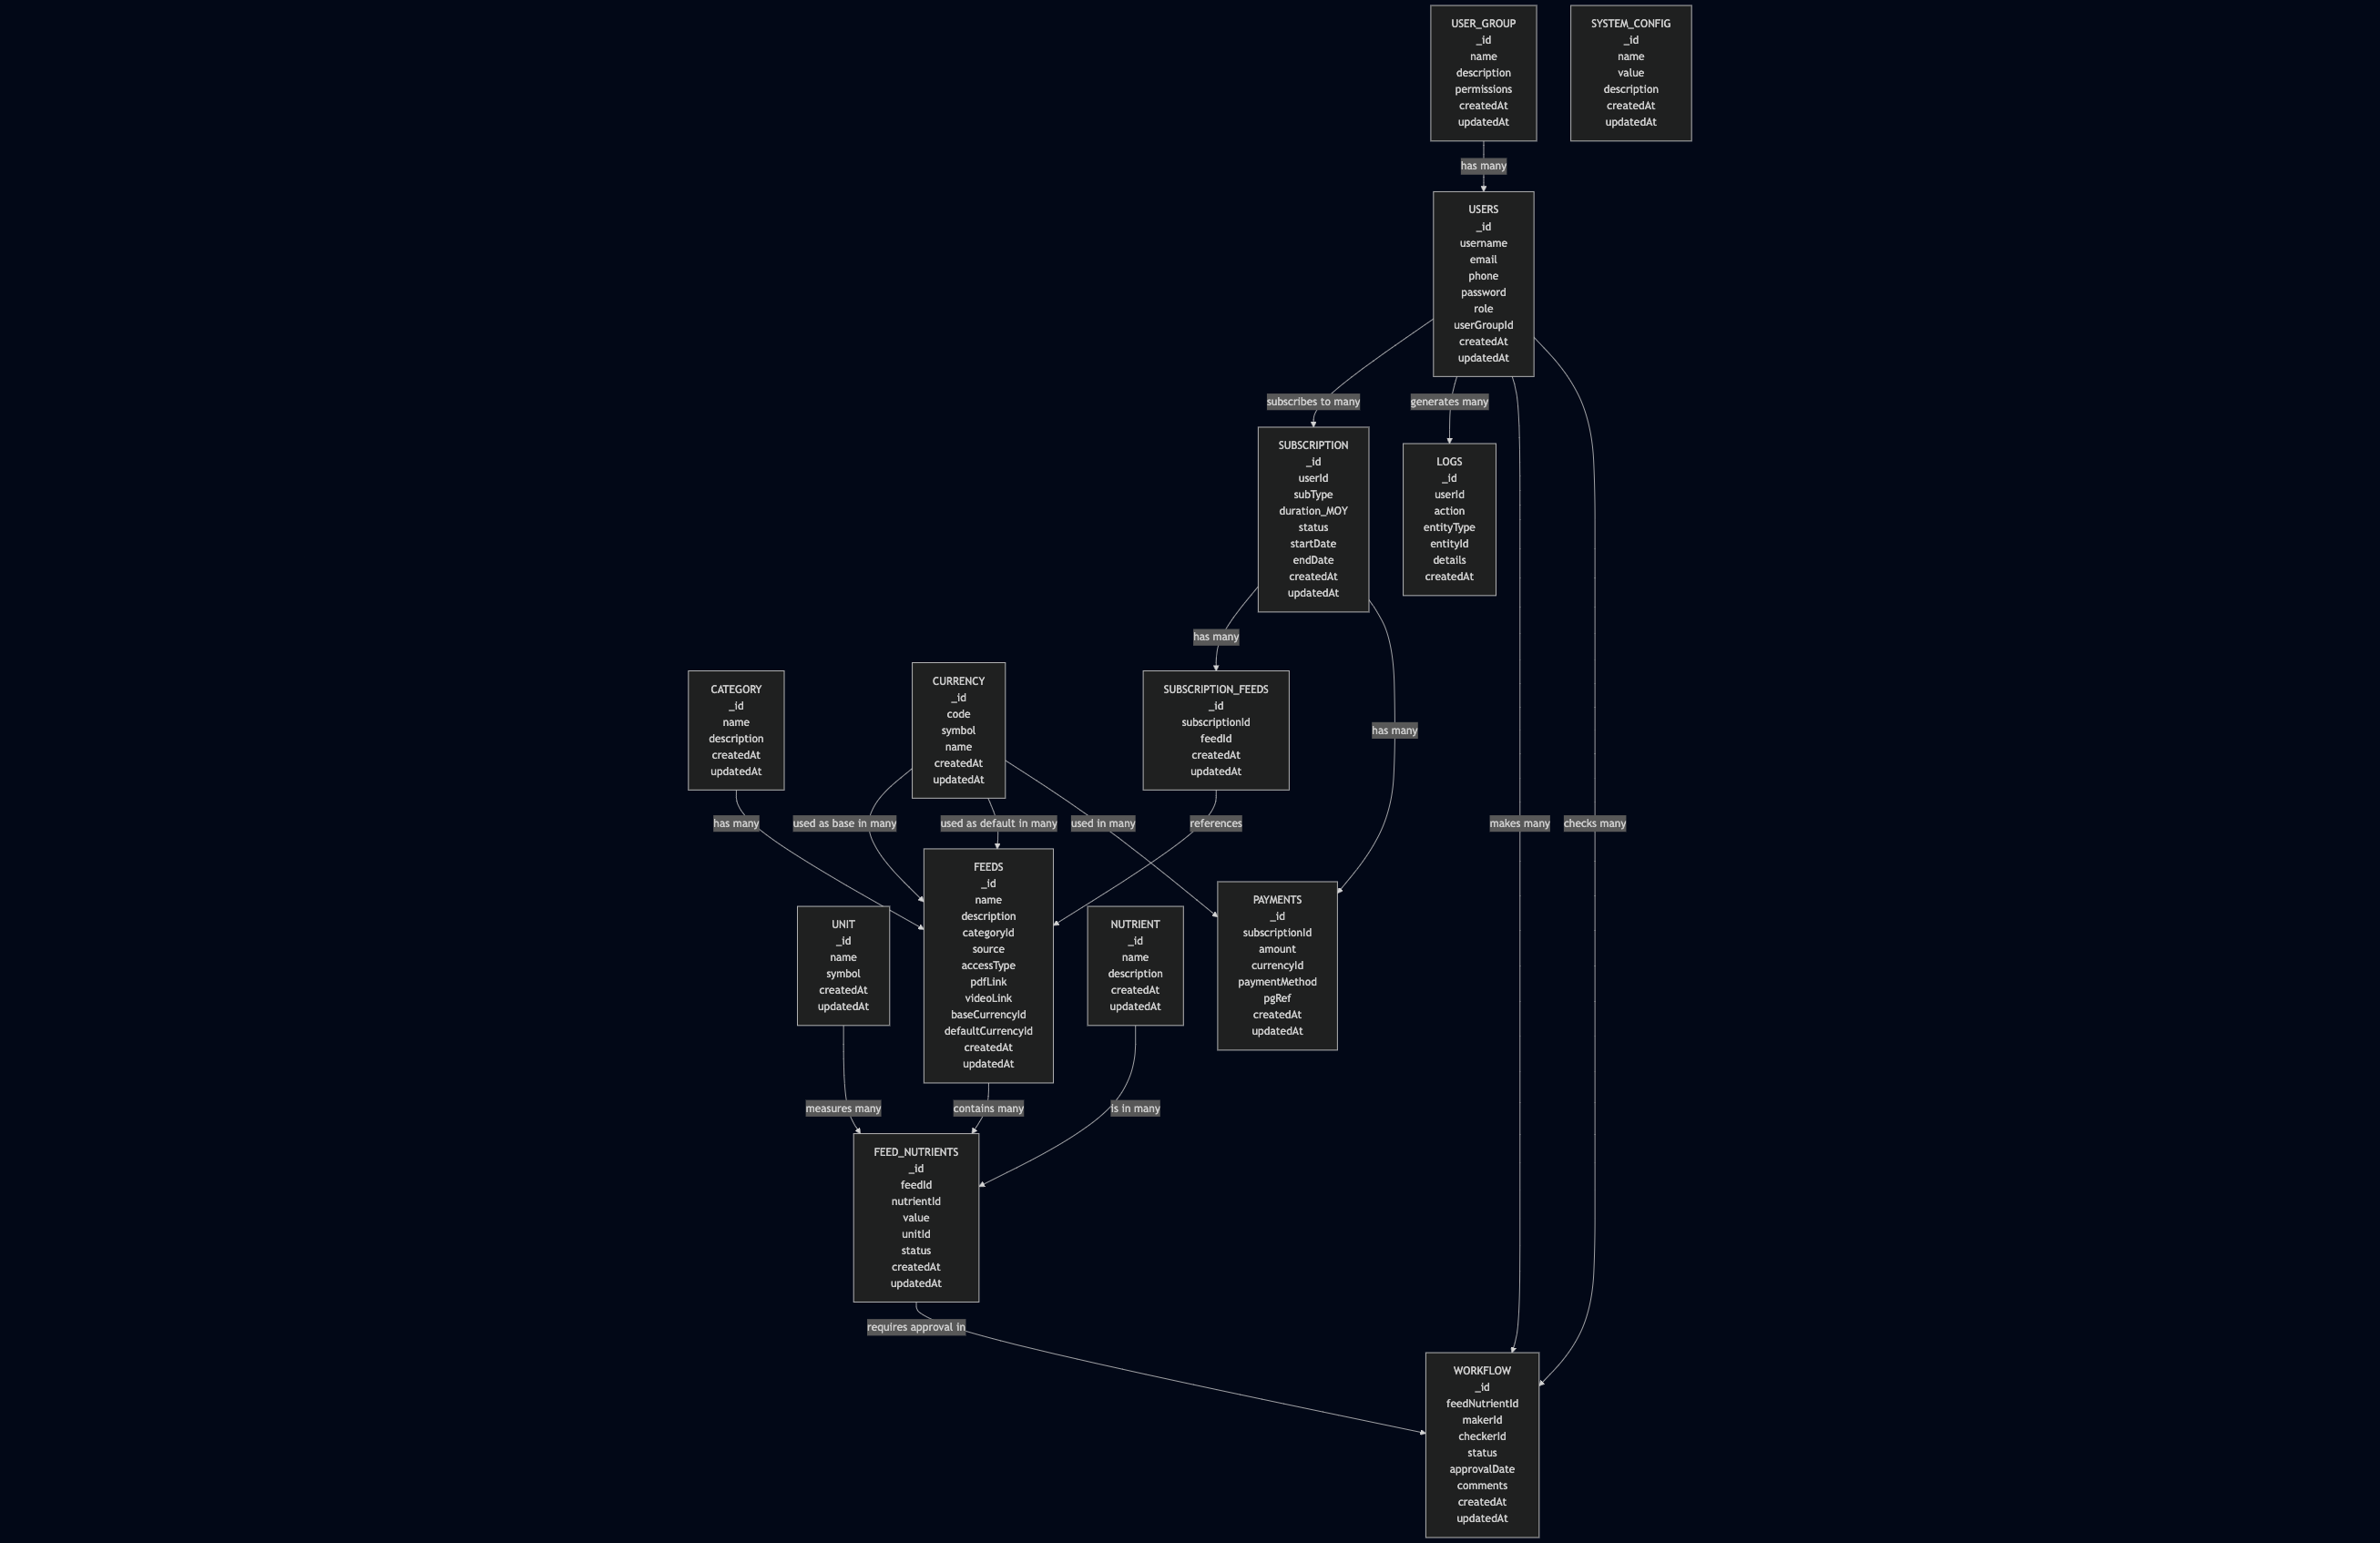 USER_GROUP
_id
name
description
permissions
createdAt
updatedAt
SYSTEM_CONFIG
_id
name
value
description
createdAt
updatedAt
has many
USERS
_id
username
email
phone
password
role
userGroupId
createdAt
updatedAt
subscribes to many
generates many
SUBSCRIPTION
_id
userId
subType
duration_MOY
status
startDate
endDate
createdAt
updatedAt
LOGS
_id
userId
action
entityType
entityId
details
createdAt
has many
CATEGORY
_id
name
description
createdAt
updatedAt
CURRENCY
_id
code
symbol
name
createdAt
updatedAt
SUBSCRIPTION_FEEDS
_id
subscriptionId
feedId
createdAt
updatedAt
has many
has many
used as base in many
used as default in many
used in many
references
makes many
checks many
UNIT
_id
name
symbol
createdAt
updatedAt
FEEDS
_id
name
description
categoryId
source
accessType
pdfLink
videoLink
baseCurrencyId
defaultCurrencyId
createdAt
updatedAt
NUTRIENT
_id
name
description
createdAt
updatedAt
PAYMENTS
_id
subscriptionId
amount
currencyId
paymentMethod
pgRef
createdAt
updatedAt
measures many
contains many
is in many
FEED_NUTRIENTS
_id
feedId
nutrientId
value
unitId
status
createdAt
updatedAt
requires approval in
WORKFLOW
_id
feedNutrientId
makerId
checkerId
status
approvalDate
comments
createdAt
updatedAt